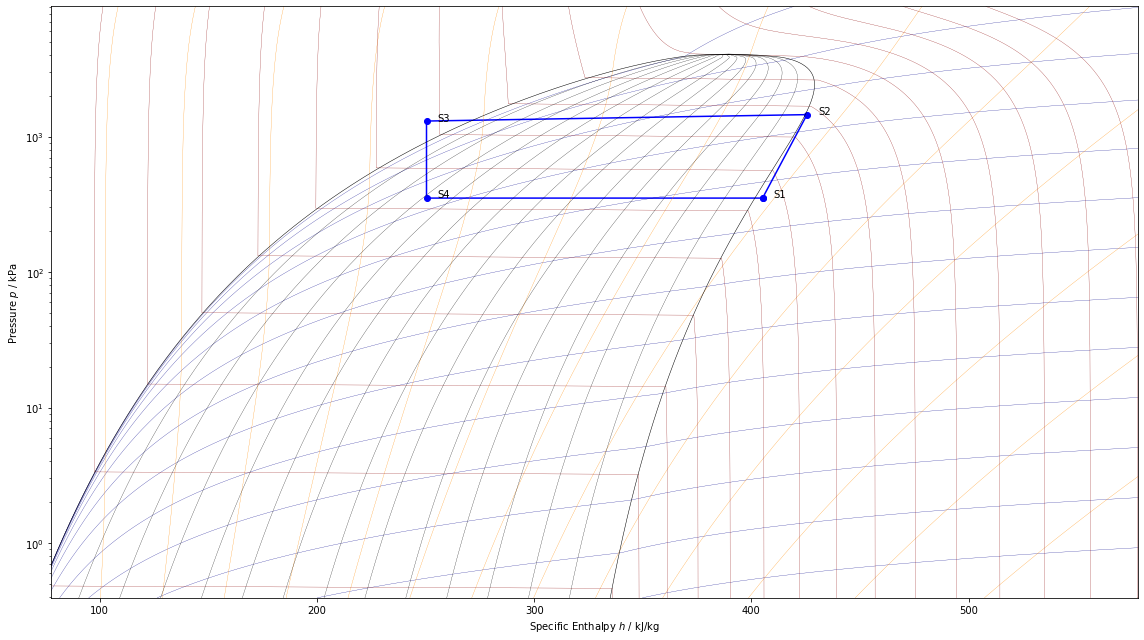 S3
S2
S4
S1
10³
10²
10¹
10⁰
Pressure p / kPa
100
200
300
400
500
Specific Enthalpy h / kJ/kg